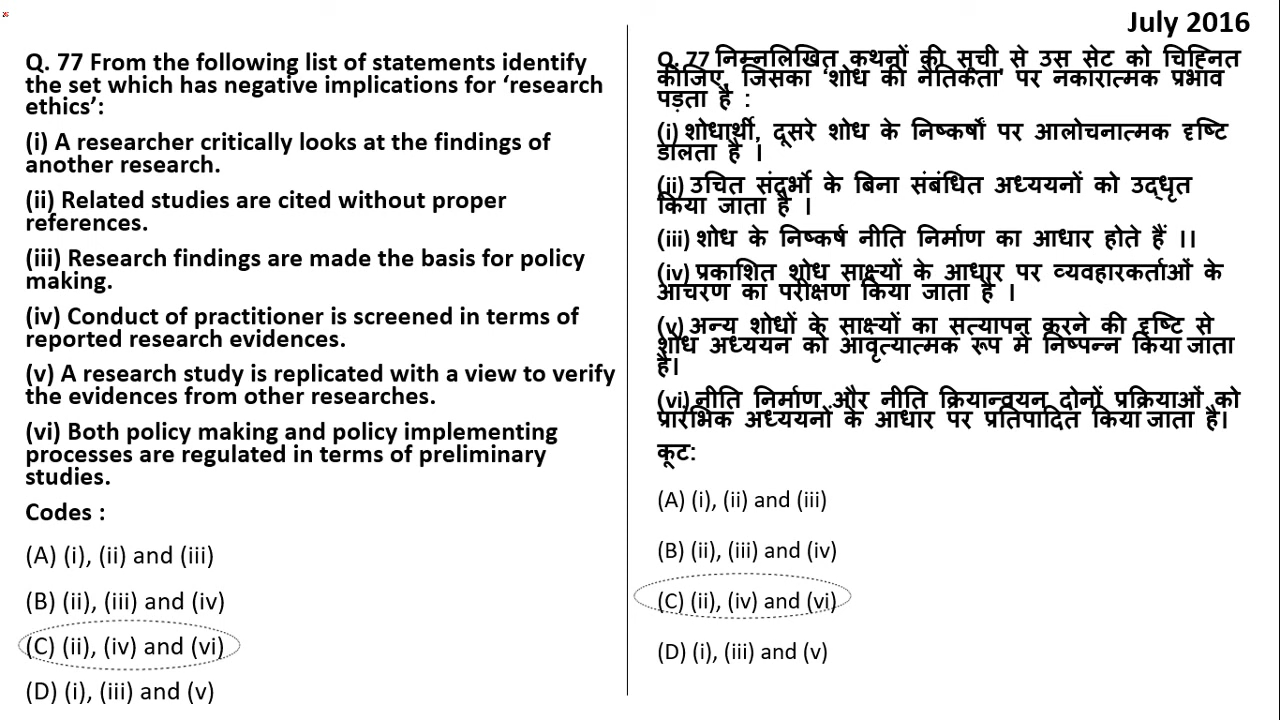 July 2016
Q. 77 From the following list of statements identify
the set which has negative implications for ‘research
ethics’:
(i) A researcher critically looks at the findings of
another research.
(ii) Related studies are cited without proper
references.
(iii) Research findings are made the basis for policy
making.
(iv) Conduct of practitioner is screened in terms of
reported research evidences.
(v) A research study is replicated with a view to verify
the evidences from other researches.
(vi) Both policy making and policy implementing
processes are regulated in terms of preliminary
studies.
Codes :
(A) (i), (ii) and (iii)
(B) (ii), (iii) and (iv)
(C) (ii), (iv) and (vi)
(D) (i), (iii) and (v)
Q. 77 निम्नलिखित कथनों की सूची से उस सेट को चिह्नित
कीजिए, जिसका ‘शोध की नैतिकता’ पर नकारात्मक प्रभाव
पड़ता है :
(i) शोधार्थी, दूसरे शोध के निष्कर्षों पर आलोचनात्मक दृष्टि
डालता है ।
(ii) उचित संदर्भो के बिना संबंधित अध्ययनों को उद्धृत
किया जाता है ।
(iii) शोध के निष्कर्ष नीति निर्माण का आधार होते हैं ।।
(iv) प्रकाशित शोध साक्ष्यों के आधार पर व्यवहारकर्ताओं के
आचरण का परीक्षण किया जाता है ।
(v) अन्य शोधों के साक्ष्यों का सत्यापन करने की दृष्टि से
शोध अध्ययन को आवृत्यात्मक रूप में निष्पन्न किया जाता
है।
(vi) नीति निर्माण और नीति क्रियान्वयन दोनों प्रक्रियाओं को
प्रारंभिक अध्ययनों के आधार पर प्रतिपादित किया जाता है।
कूट:
(A) (i), (ii) and (iii)
(B) (ii), (iii) and (iv)
(C) (ii), (iv) and (vi)
(D) (i), (iii) and (v)